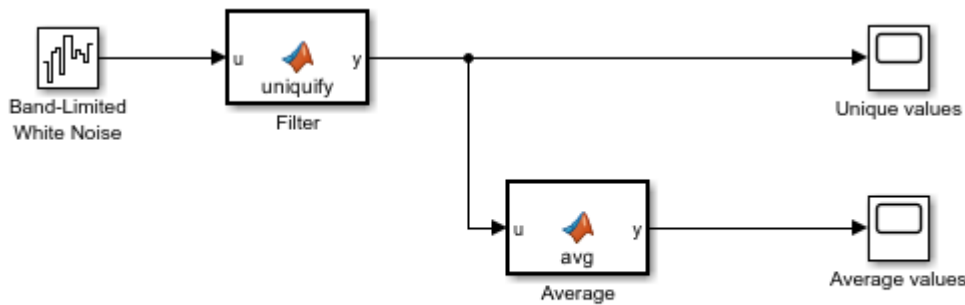 u
y
uniquify
Band-Limited
White Noise
Filter
Unique values
u
y
avg
Average
Average values